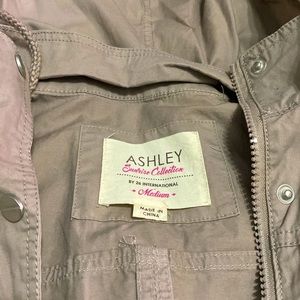 ASHLEY
Sunrise Collection
BY 26 INTERNATIONAL
Medium
MADE IN
CHINA